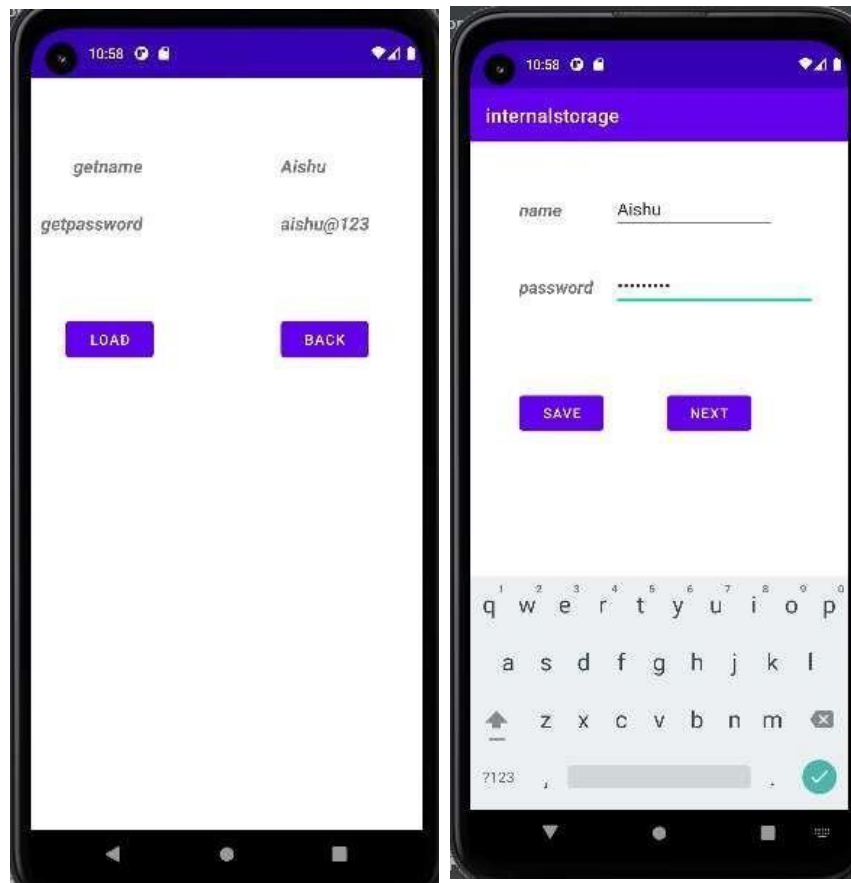 10:58
getname Aishu
getpassword aishu@123
LOAD BACK
10:58
internalstorage
name Aishu
password •••••••••
SAVE NEXT
1 2 3 4 5 6 7 8 9 0
q w e r t y u i o p
a s d f g h j k l
z x c v b n m
?123 , .